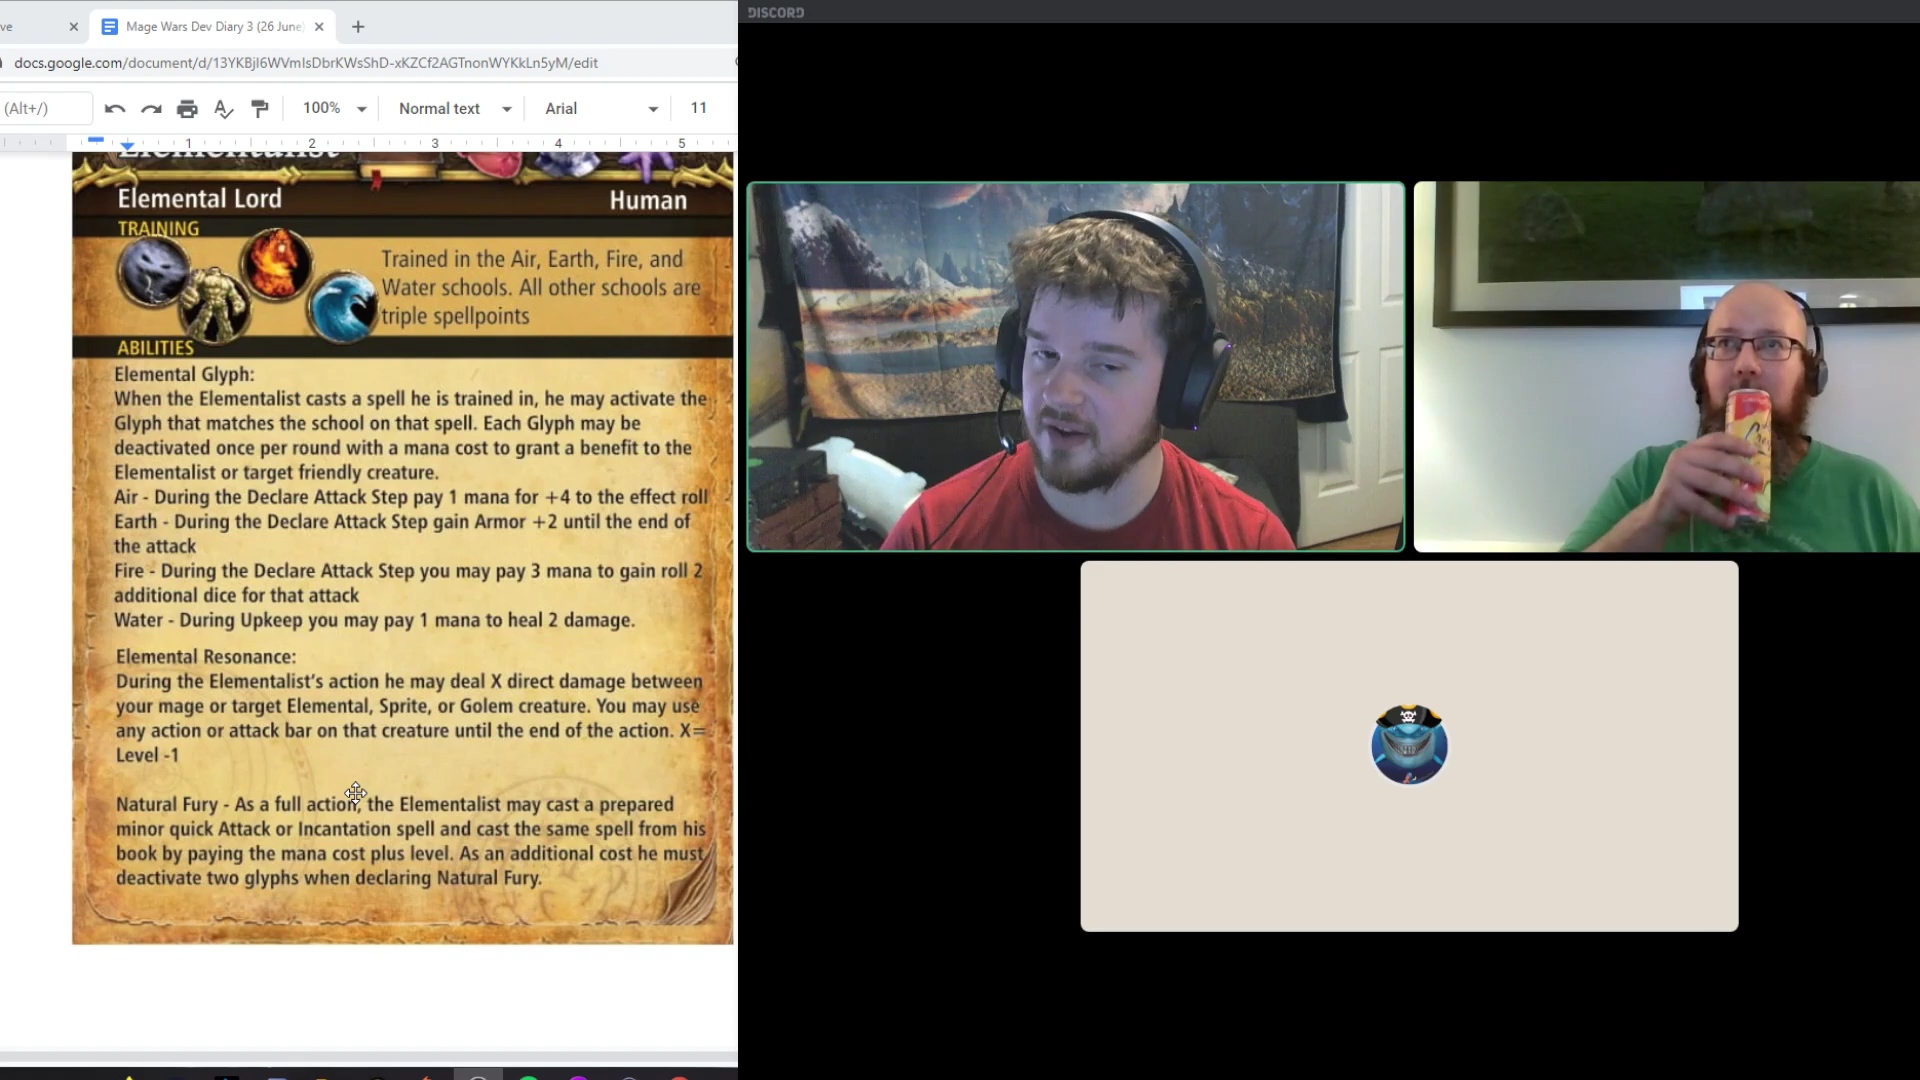 ve
Mage Wars Dev Diary 3 (26 June
DISCORD
docs.google.com/document/d/13YKBjI6WVmIsDbrKWsShD-xKZCf2AGTnonWYKkLn5yM/edit
(Alt+/)
100%
Normal text
Arial
11
1 2 3 4 5
Elementalist
Elemental Lord
Human
TRAINING
Trained in the Air, Earth, Fire, and
Water schools. All other schools are
triple spellpoints
ABILITIES
Elemental Glyph:
When the Elementalist casts a spell he is trained in, he may activate the
Glyph that matches the school on that spell. Each Glyph may be
deactivated once per round with a mana cost to grant a benefit to the
Elementalist or target friendly creature.
Air - During the Declare Attack Step pay 1 mana for +4 to the effect roll
Earth - During the Declare Attack Step gain Armor +2 until the end of
the attack
Fire - During the Declare Attack Step you may pay 3 mana to gain roll 2
additional dice for that attack
Water - During Upkeep you may pay 1 mana to heal 2 damage.
Elemental Resonance:
During the Elementalist's action he may deal X direct damage between
your mage or target Elemental, Sprite, or Golem creature. You may use
any action or attack bar on that creature until the end of the action. X=
Level -1
Natural Fury - As a full action, the Elementalist may cast a prepared
minor quick Attack or Incantation spell and cast the same spell from his
book by paying the mana cost plus level. As an additional cost he must
deactivate two glyphs when declaring Natural Fury.